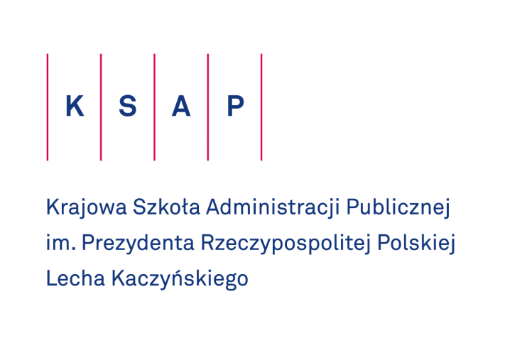 K S A P
Krajowa Szkoła Administracji Publicznej
im. Prezydenta Rzeczypospolitej Polskiej
Lecha Kaczyńskiego